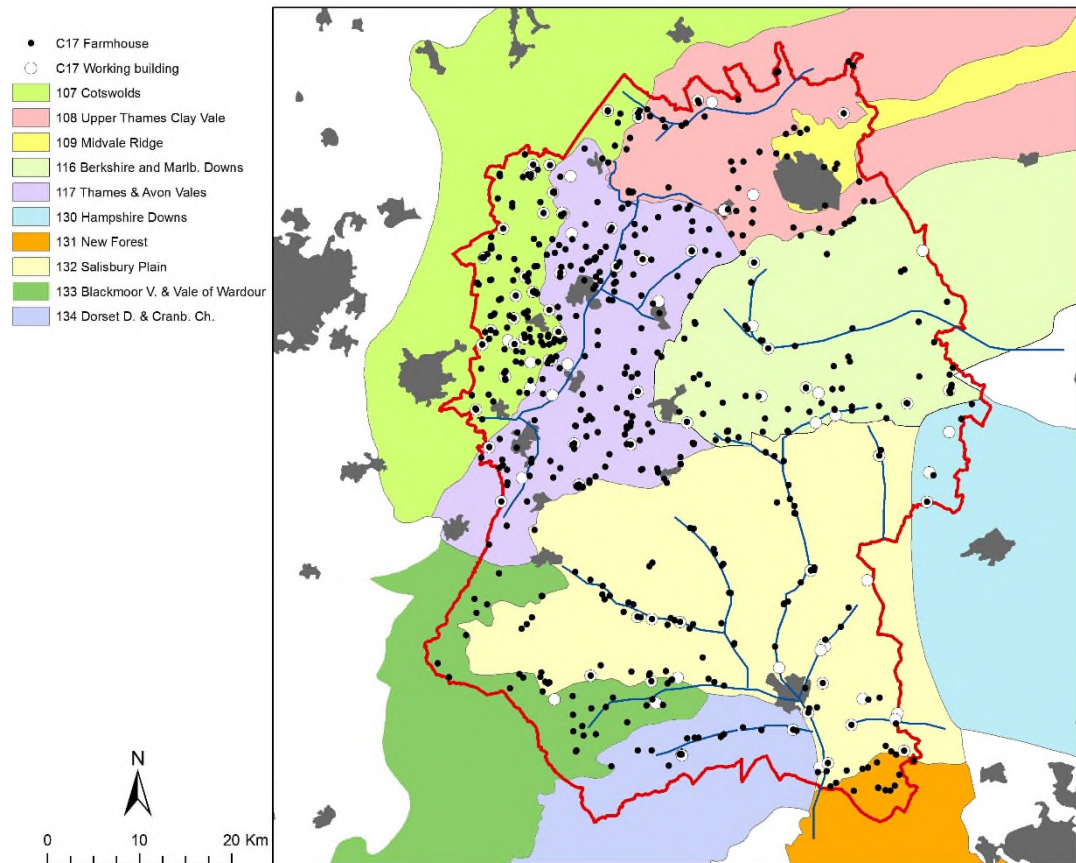 C17 Farmhouse
C17 Working building
107 Cotswolds
108 Upper Thames Clay Vale
109 Midvale Ridge
116 Berkshire and Marlb. Downs
117 Thames & Avon Vales
130 Hampshire Downs
131 New Forest
132 Salisbury Plain
133 Blackmoor V. & Vale of Wardour
134 Dorset D. & Cranb. Ch.
N
0 10 20 Km